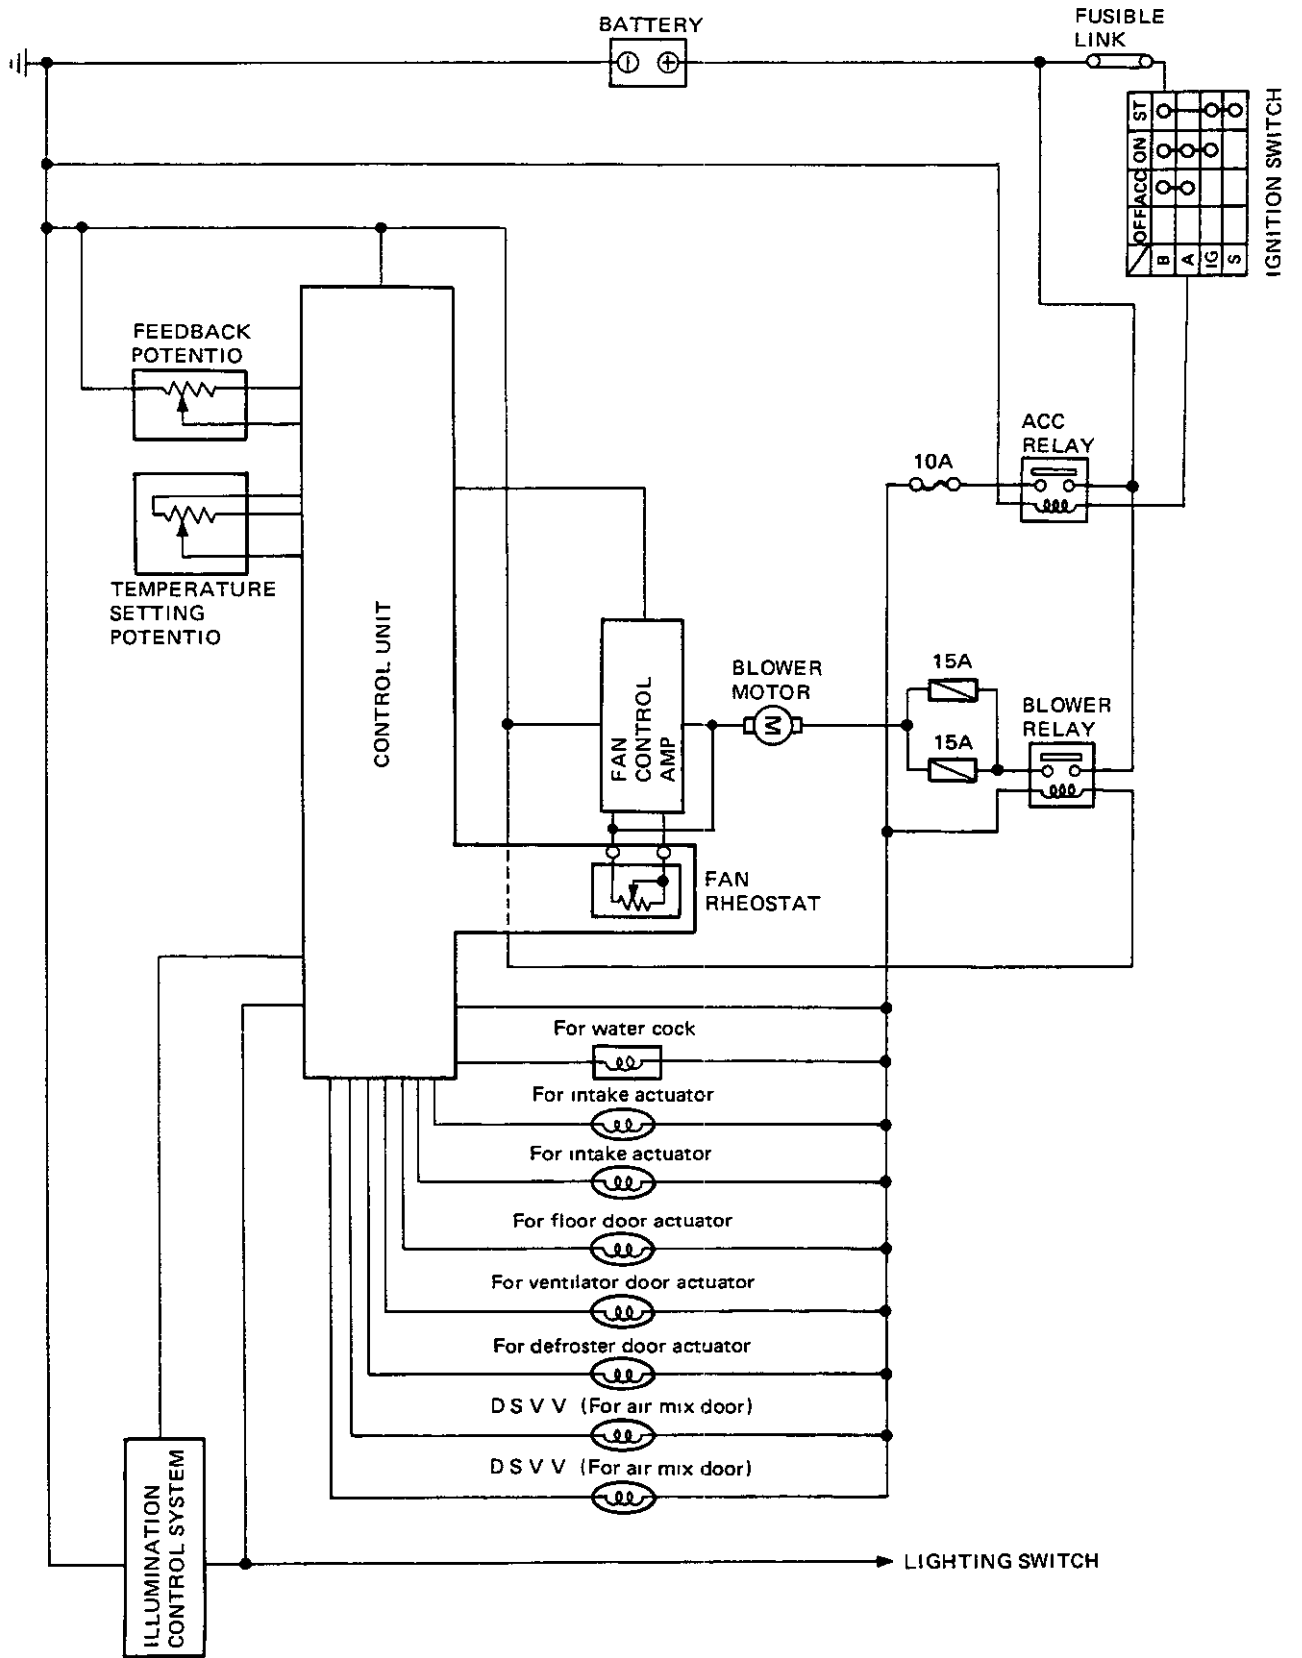 BATTERY
FUSIBLE
LINK
ST
ON
ACC
OFF
B
A
IG
S
IGNITION SWITCH
FEEDBACK
POTENTIO
ACC
RELAY
10A
TEMPERATURE
SETTING
POTENTIO
CONTROL UNIT
FAN
CONTROL
AMP
BLOWER
MOTOR
M
15A
15A
BLOWER
RELAY
FAN
RHEOSTAT
For water cock
For intake actuator
For intake actuator
For floor door actuator
For ventilator door actuator
For defroster door actuator
D S V V (For air mix door)
D S V V (For air mix door)
ILLUMINATION
CONTROL SYSTEM
LIGHTING SWITCH